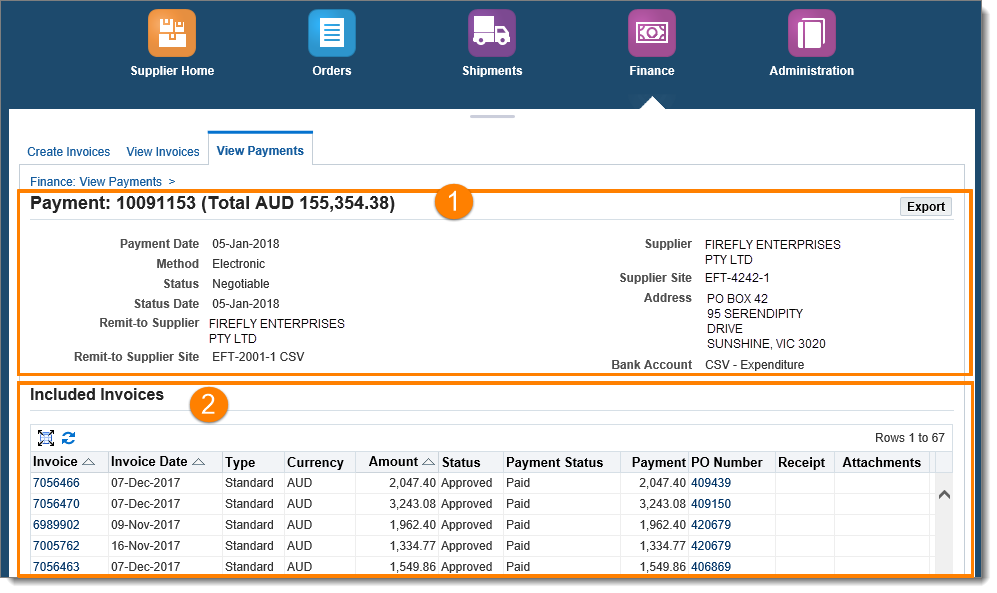 Supplier Home Orders Shipments Finance Administration
Create Invoices View Invoices View Payments
Finance: View Payments >
Payment: 10091153 (Total AUD 155,354.38) 1
Export
Payment Date 05-Jan-2018
Method Electronic
Status Negotiable
Status Date 05-Jan-2018
Remit-to Supplier FIREFLY ENTERPRISES
PTY LTD
Remit-to Supplier Site EFT-2001-1 CSV
Supplier FIREFLY ENTERPRISES
PTY LTD
Supplier Site EFT-4242-1
Address PO BOX 42
95 SERENDIPITY
DRIVE
SUNSHINE, VIC 3020
Bank Account CSV - Expenditure
Included Invoices 2
Rows 1 to 67
Invoice Invoice Date Type Currency Amount Status Payment Status Payment PO Number Receipt Attachments
7056466 07-Dec-2017 Standard AUD 2,047.40 Approved Paid 2,047.40 409439
7056470 07-Dec-2017 Standard AUD 3,243.08 Approved Paid 3,243.08 409150
6989902 09-Nov-2017 Standard AUD 1,962.40 Approved Paid 1,962.40 420679
7005762 16-Nov-2017 Standard AUD 1,334.77 Approved Paid 1,334.77 420679
7056463 07-Dec-2017 Standard AUD 1,549.86 Approved Paid 1,549.86 406869